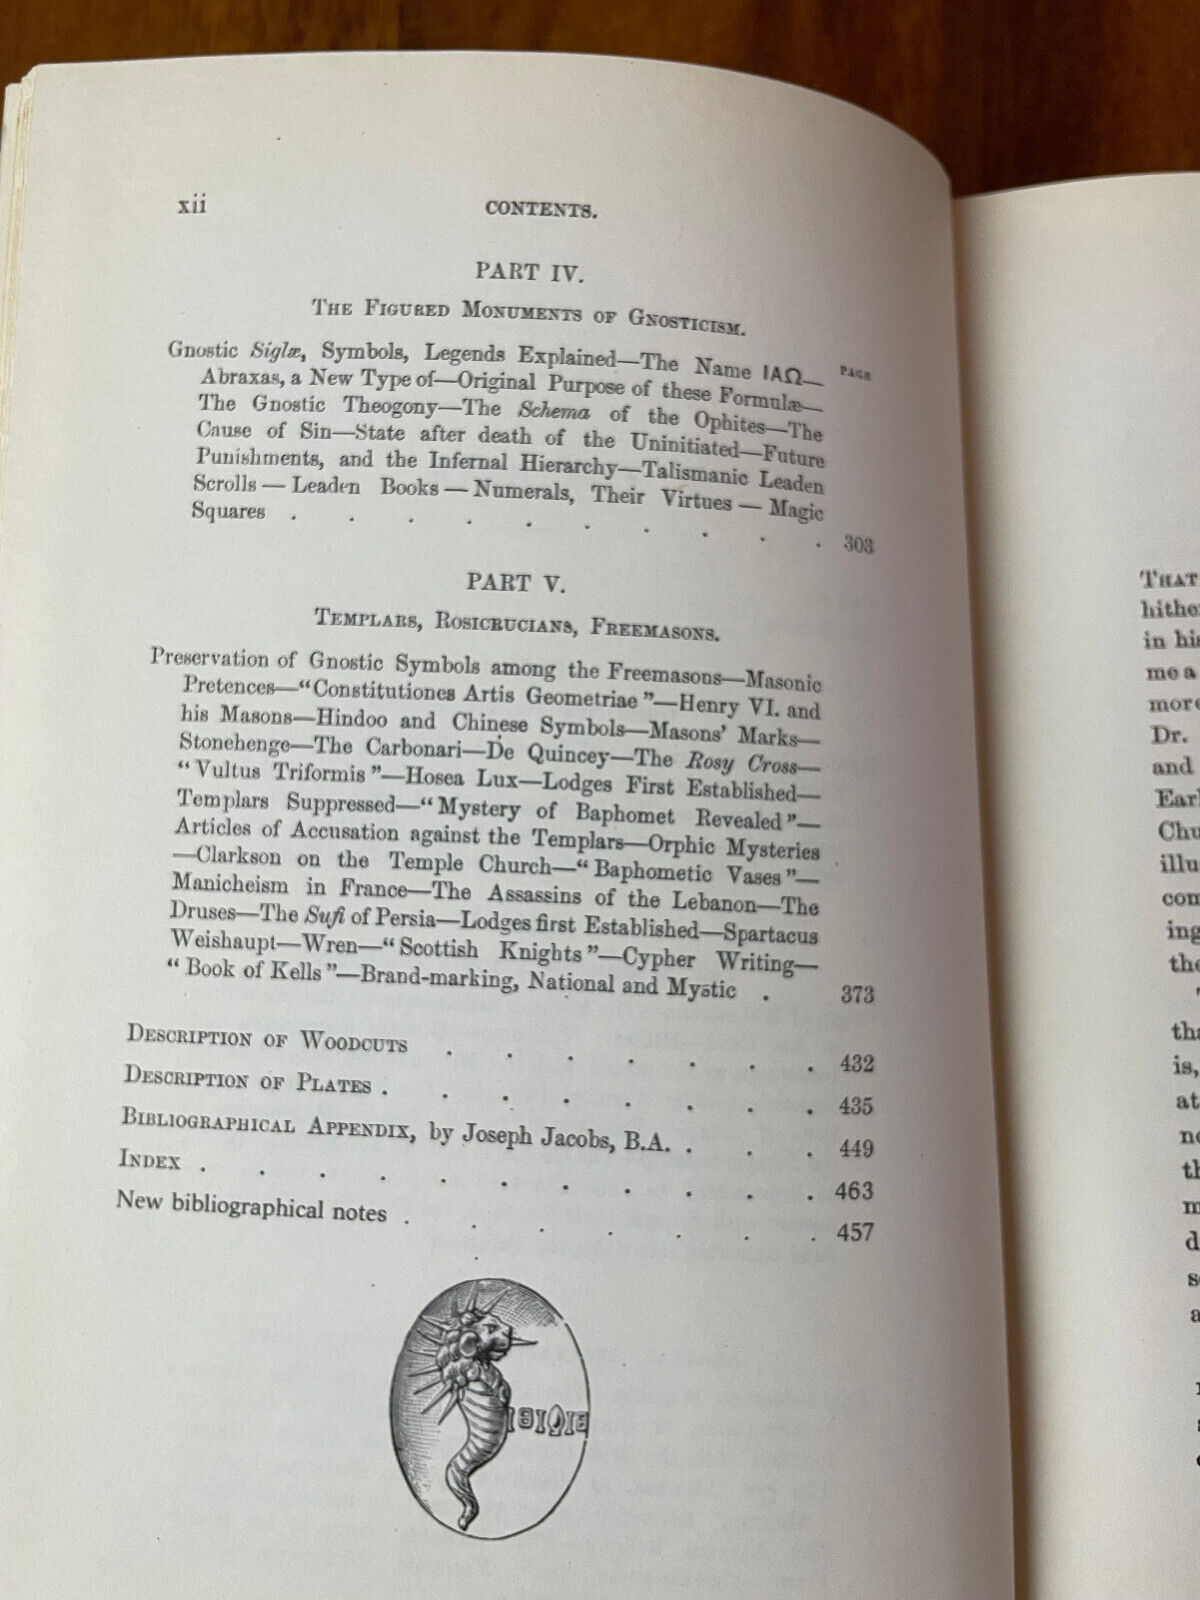 xii CONTENTS.
PART IV.
The Figured Monuments of Gnosticism.
PAGE
Gnostic Siglæ, Symbols, Legends Explained—The Name ΙΑΩ—
Abraxas, a New Type of—Original Purpose of these Formulæ—
The Gnostic Theogony—The Schema of the Ophites—The
Cause of Sin—State after death of the Uninitiated—Future
Punishments, and the Infernal Hierarchy—Talismanic Leaden
Scrolls — Leaden Books — Numerals, Their Virtues — Magic
Squares . . . . . . . . . . 303
PART V.
Templars, Rosicrucians, Freemasons.
Preservation of Gnostic Symbols among the Freemasons—Masonic
Pretences—“Constitutiones Artis Geometriae”—Henry VI. and
his Masons—Hindoo and Chinese Symbols—Masons’ Marks—
Stonehenge—The Carbonari—De Quincey—The Rosy Cross—
“Vultus Triformis”—Hosea Lux—Lodges First Established—
Templars Suppressed—“Mystery of Baphomet Revealed”—
Articles of Accusation against the Templars—Orphic Mysteries
—Clarkson on the Temple Church—“Baphometic Vases”—
Manicheism in France—The Assassins of the Lebanon—The
Druses—The Sufi of Persia—Lodges first Established—Spartacus
Weishaupt—Wren—“Scottish Knights”—Cypher Writing—
“Book of Kells”—Brand-marking, National and Mystic . 373
Description of Woodcuts . . . . . . . 432
Description of Plates . . . . . . . . 435
Bibliographical Appendix, by Joseph Jacobs, B.A. . . . 449
Index . . . . . . . . . . . 463
New bibliographical notes . . . . . . . 457
That
hither
in his
me a
more
Dr.
and
Earl
Chu
illu
com
ing
the
tha
is,
at
no
th
m
d
s
a